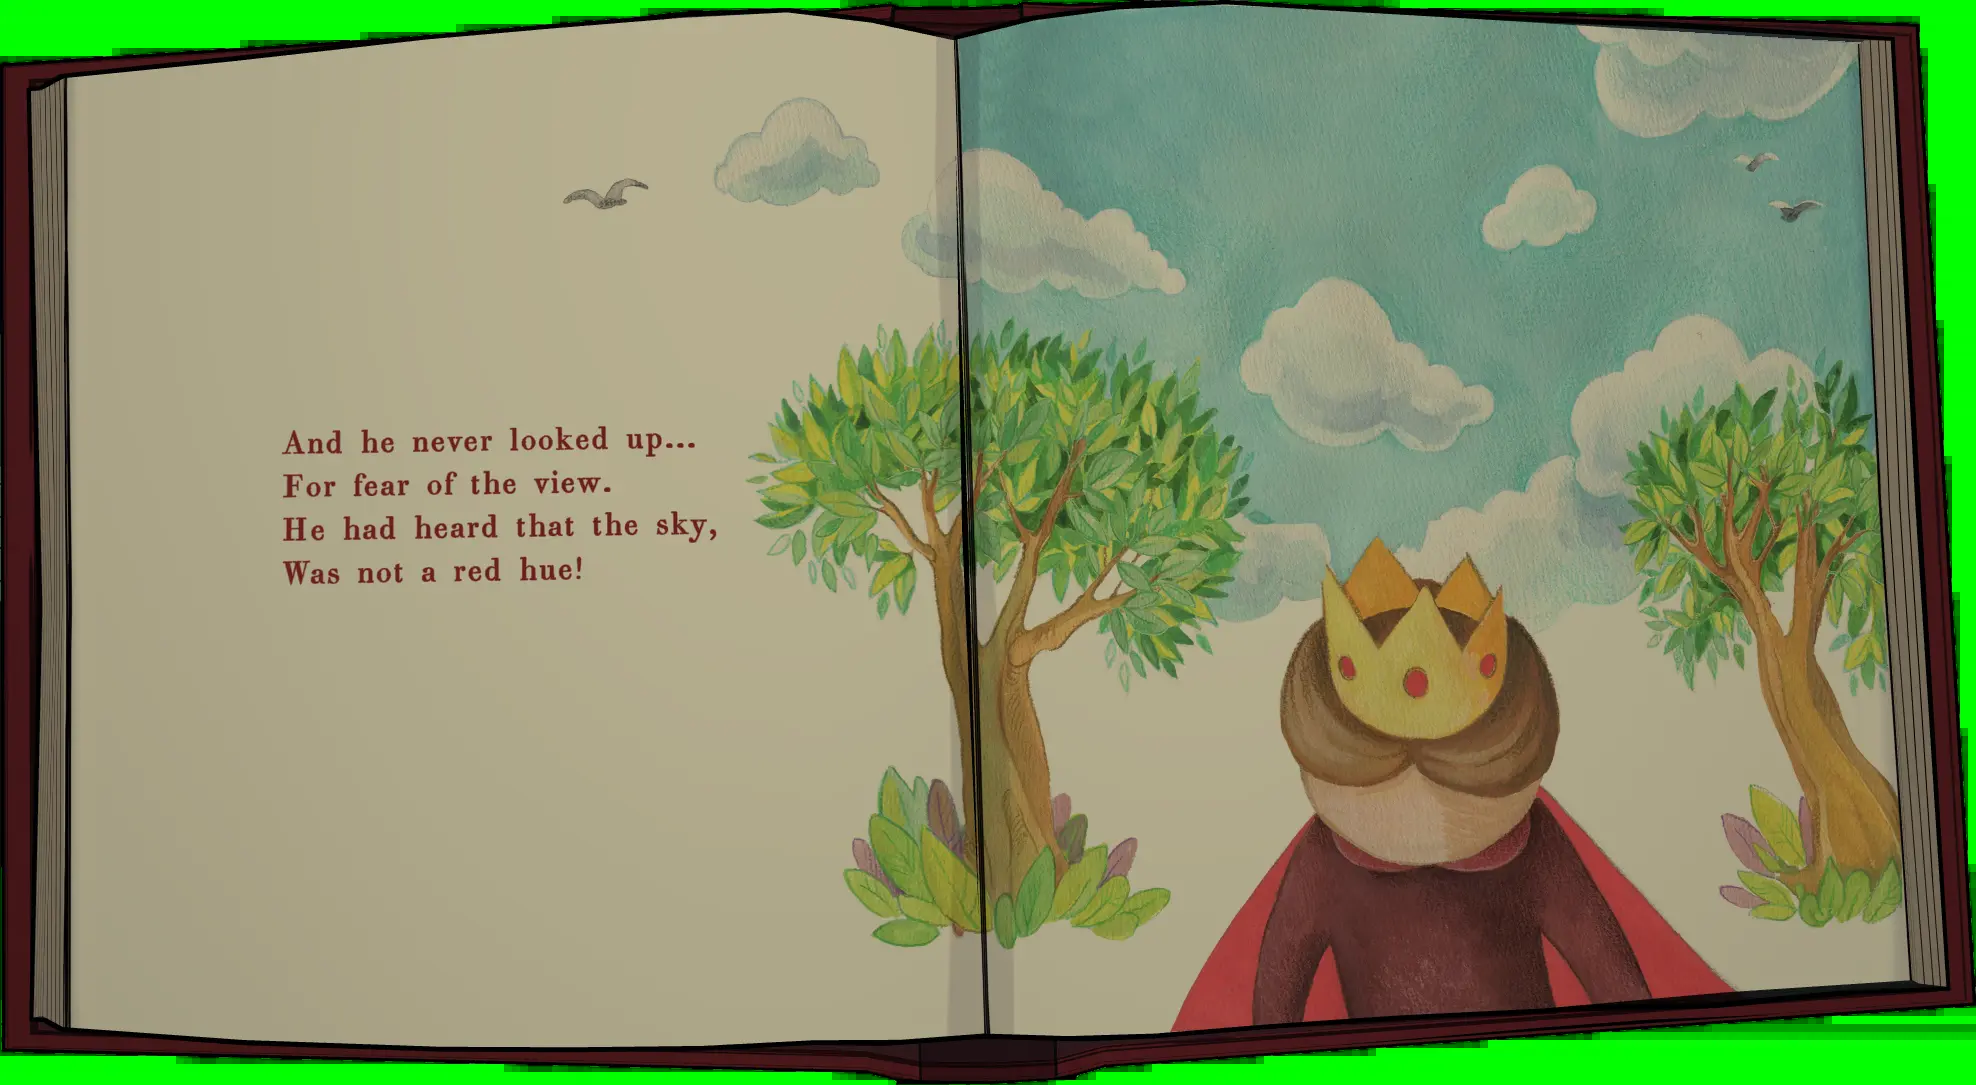 And he never looked up...
For fear of the view.
He had heard that the sky,
Was not a red hue!